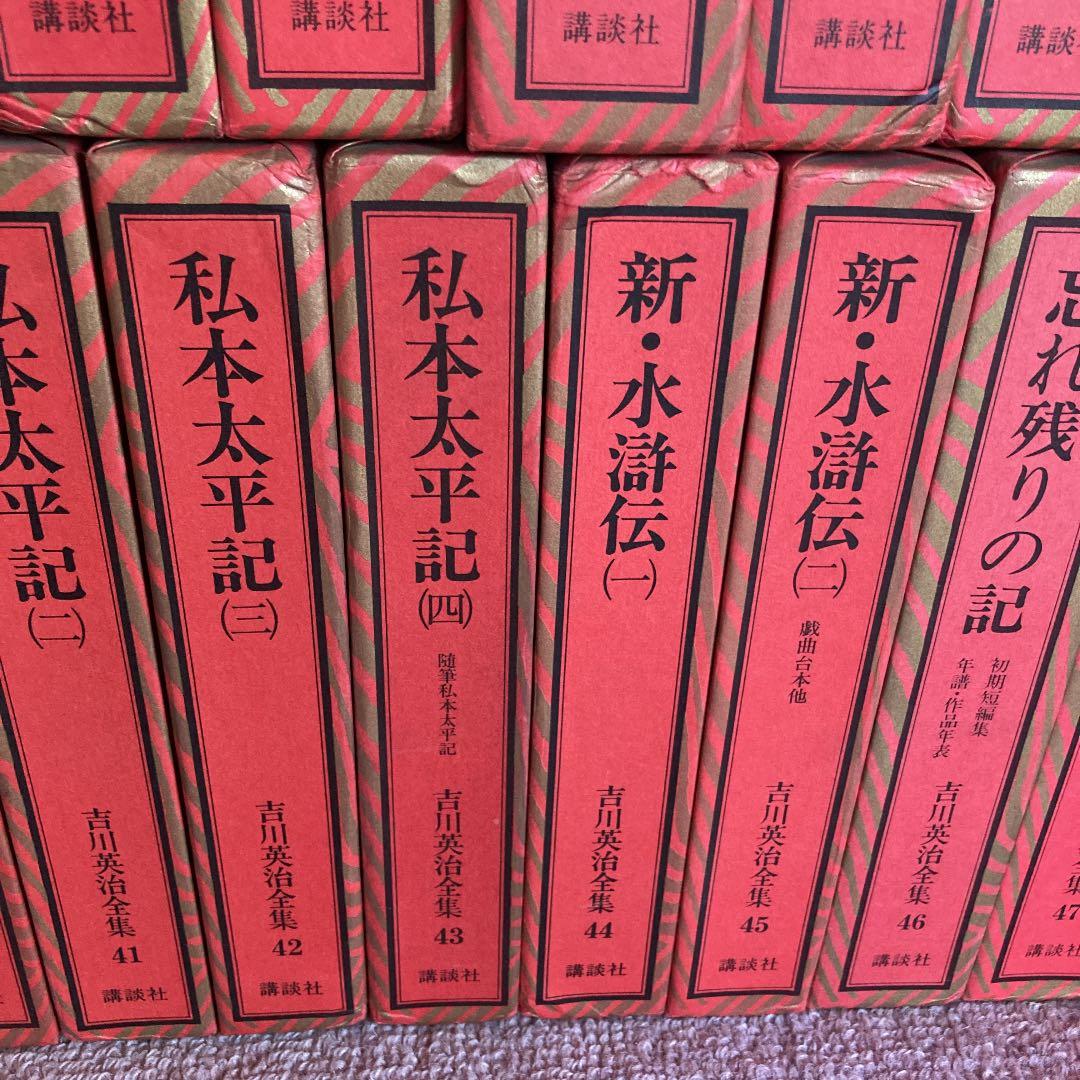 講談社
講談社
講談社
講談社
講談社
私本太平記(二)
吉川英治全集 41
講談社
私本太平記(三)
吉川英治全集 42
講談社
私本太平記(四)
随筆私本太平記
吉川英治全集 43
講談社
新・水滸伝(一)
吉川英治全集 44
講談社
新・水滸伝(二)
戯曲台本他
吉川英治全集 45
講談社
忘れ残りの記
初期短編集
年譜・作品年表
吉川英治全集 46
講談社
全集 47
講談社